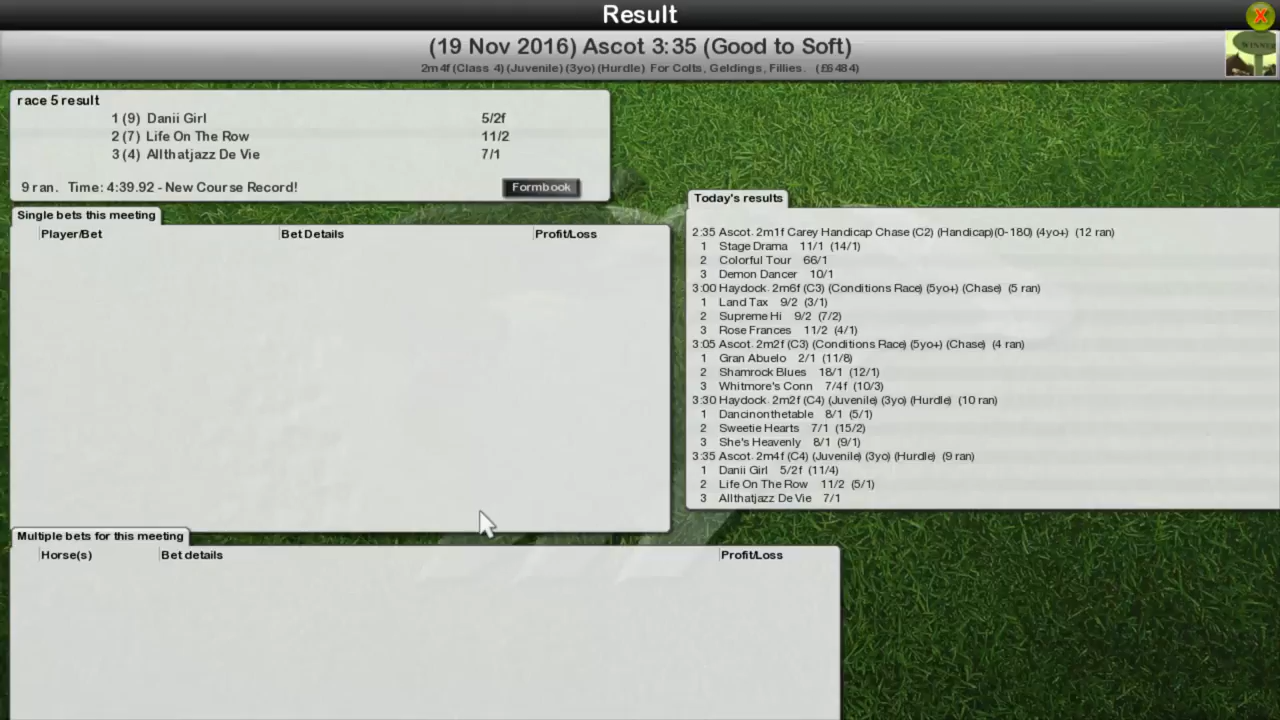 Result
X
(19 Nov 2016) Ascot 3:35 (Good to Soft)
2m4f (Class 4) (Juvenile) (3yo) (Hurdle) For Colts, Geldings, Fillies. (£6484)
WINNER
race 5 result
1 (9) Danii Girl 5/2f
2 (7) Life On The Row 11/2
3 (4) Allthatjazz De Vie 7/1
9 ran. Time: 4:39.92 - New Course Record!
Formbook
Single bets this meeting
Player/Bet Bet Details Profit/Loss
Today's results
2:35 Ascot. 2m1f Carey Handicap Chase (C2) (Handicap)(0-180) (4yo+) (12 ran)
1 Stage Drama 11/1 (14/1)
2 Colorful Tour 66/1
3 Demon Dancer 10/1
3:00 Haydock. 2m6f (C3) (Conditions Race) (5yo+) (Chase) (5 ran)
1 Land Tax 9/2 (3/1)
2 Supreme Hi 9/2 (7/2)
3 Rose Frances 11/2 (4/1)
3:05 Ascot. 2m2f (C3) (Conditions Race) (5yo+) (Chase) (4 ran)
1 Gran Abuelo 2/1 (11/8)
2 Shamrock Blues 18/1 (12/1)
3 Whitmore's Conn 7/4f (10/3)
3:30 Haydock. 2m2f (C4) (Juvenile) (3yo) (Hurdle) (10 ran)
1 Dancinonthetable 8/1 (5/1)
2 Sweetie Hearts 7/1 (15/2)
3 She's Heavenly 8/1 (9/1)
3:35 Ascot. 2m4f (C4) (Juvenile) (3yo) (Hurdle) (9 ran)
1 Danii Girl 5/2f (11/4)
2 Life On The Row 11/2 (5/1)
3 Allthatjazz De Vie 7/1
Multiple bets for this meeting
Horse(s) Bet details Profit/Loss